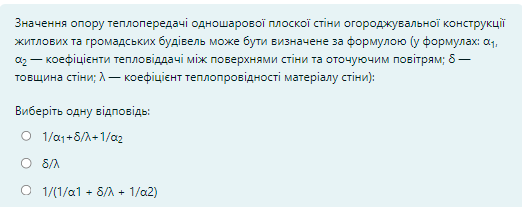 Значення опору теплопередачі одношарової плоскої стіни огороджувальної конструкції
житлових та громадських будівель може бути визначене за формулою (у формулах: α₁,
α₂ — коефіцієнти тепловіддачі між поверхнями стіни та оточуючим повітрям; δ —
товщина стіни; λ — коефіцієнт теплопровідності матеріалу стіни):
Виберіть одну відповідь:
1/α₁+δ/λ+1/α₂
δ/λ
1/(1/α1 + δ/λ + 1/α2)